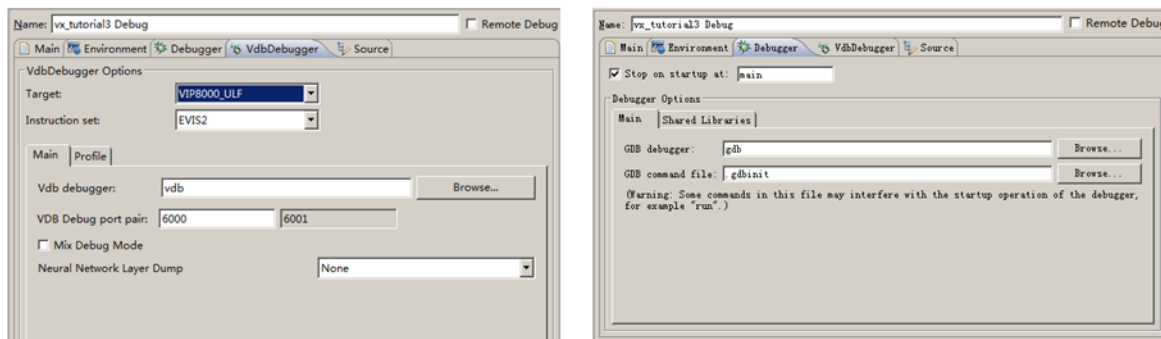 Name: vx_tutorial3 Debug Remote Debug
Main Environment Debugger VdbDebugger Source
VdbDebugger Options
Target: VIP8000_ULF
Instruction set: EVIS2
Main Profile
Vdb debugger: vdb Browse...
VDB Debug port pair: 6000 6001
Mix Debug Mode
Neural Network Layer Dump None
Name: vx_tutorial3 Debug Remote Debug
Main Environment Debugger VdbDebugger Source
Stop on startup at: main
Debugger Options
Main Shared Libraries
GDB debugger: gdb Browse...
GDB command file: .gdbinit Browse...
(Warning: Some commands in this file may interfere with the startup operation of the debugger,
for example "run".)